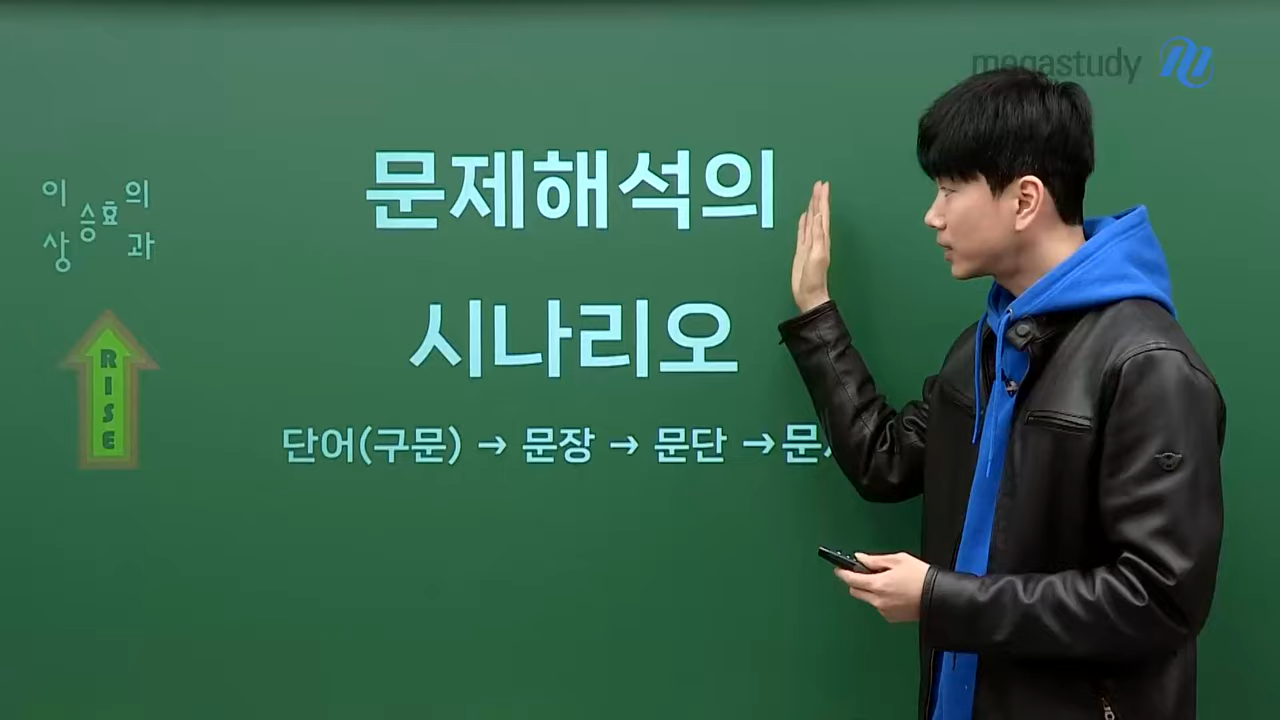 megastudy
이승효의
상과
RISE
문제해석의
시나리오
단어(구문) → 문장 → 문단 →